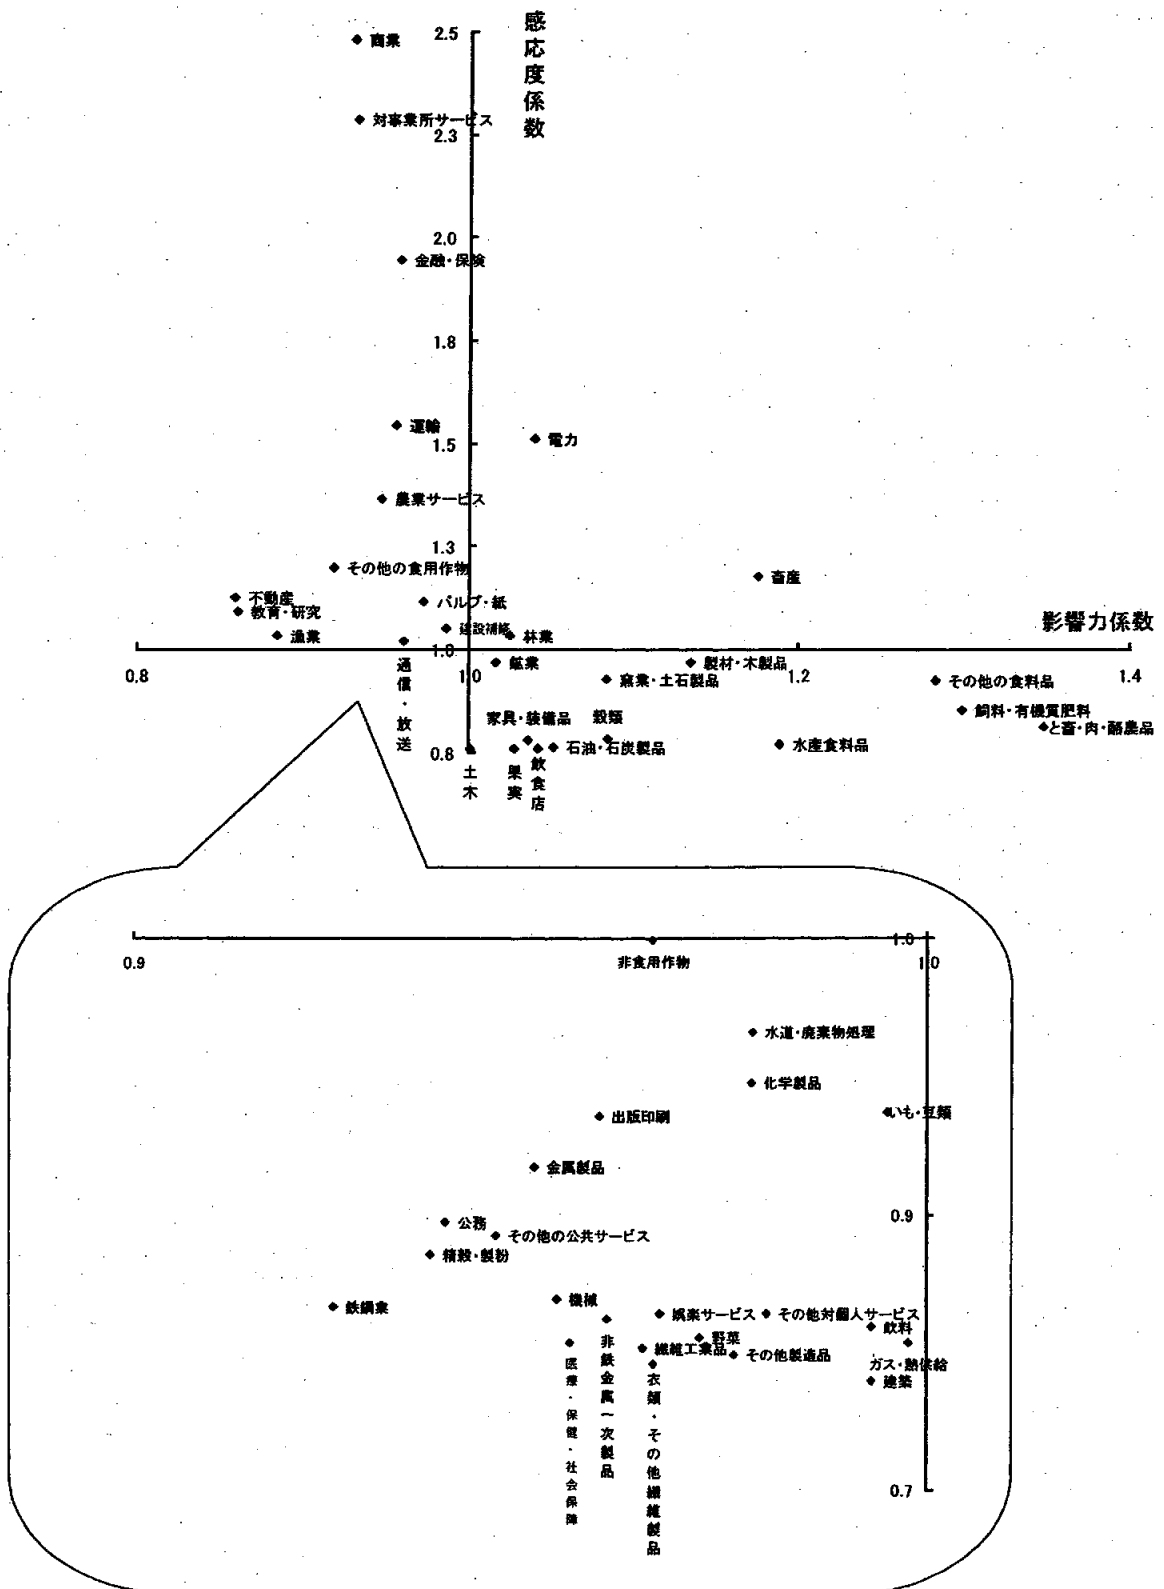 感応度係数
2.5
商業
対事業所サービス
2.3
2.0
金融・保険
1.8
運輸
1.5
電力
農業サービス
1.3
その他の食用作物
畜産
不動産
パルプ・紙
教育・研究
影響力係数
漁業
建設補修
林業
1.0
0.8
1.0
1.2
1.4
通信・放送
鉱業
製材・木製品
窯業・土石製品
その他の食料品
家具・装備品
穀類
飼料・有機質肥料
と畜・肉・酪農品
0.8
土木
果実
飲食店
石油・石炭製品
水産食料品
1.0
0.9
非食用作物
1.0
水道・廃棄物処理
化学製品
いも・豆類
出版印刷
金属製品
0.9
公務
その他の公共サービス
精穀・製粉
鉄鋼業
機械
娯楽サービス
その他対個人サービス
飲料
野菜
繊維工業品
その他製造品
ガス・熱供給
建築
医療・保健・社会保障
非鉄金属一次製品
衣類・その他繊維製品
0.7